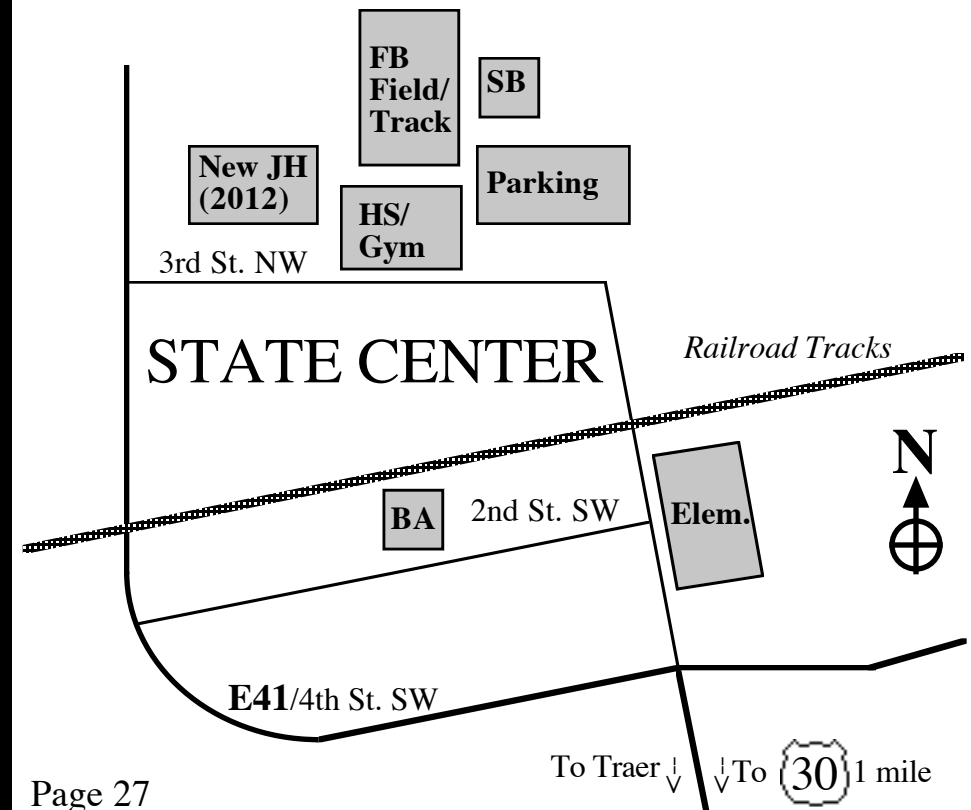 FB
Field/
Track
SB
New JH
(2012)
HS/
Gym
Parking
3rd St. NW
STATE CENTER
Railroad Tracks
N
BA
2nd St. SW
Elem.
E41/4th St. SW
To Traer
To 30 1 mile
Page 27